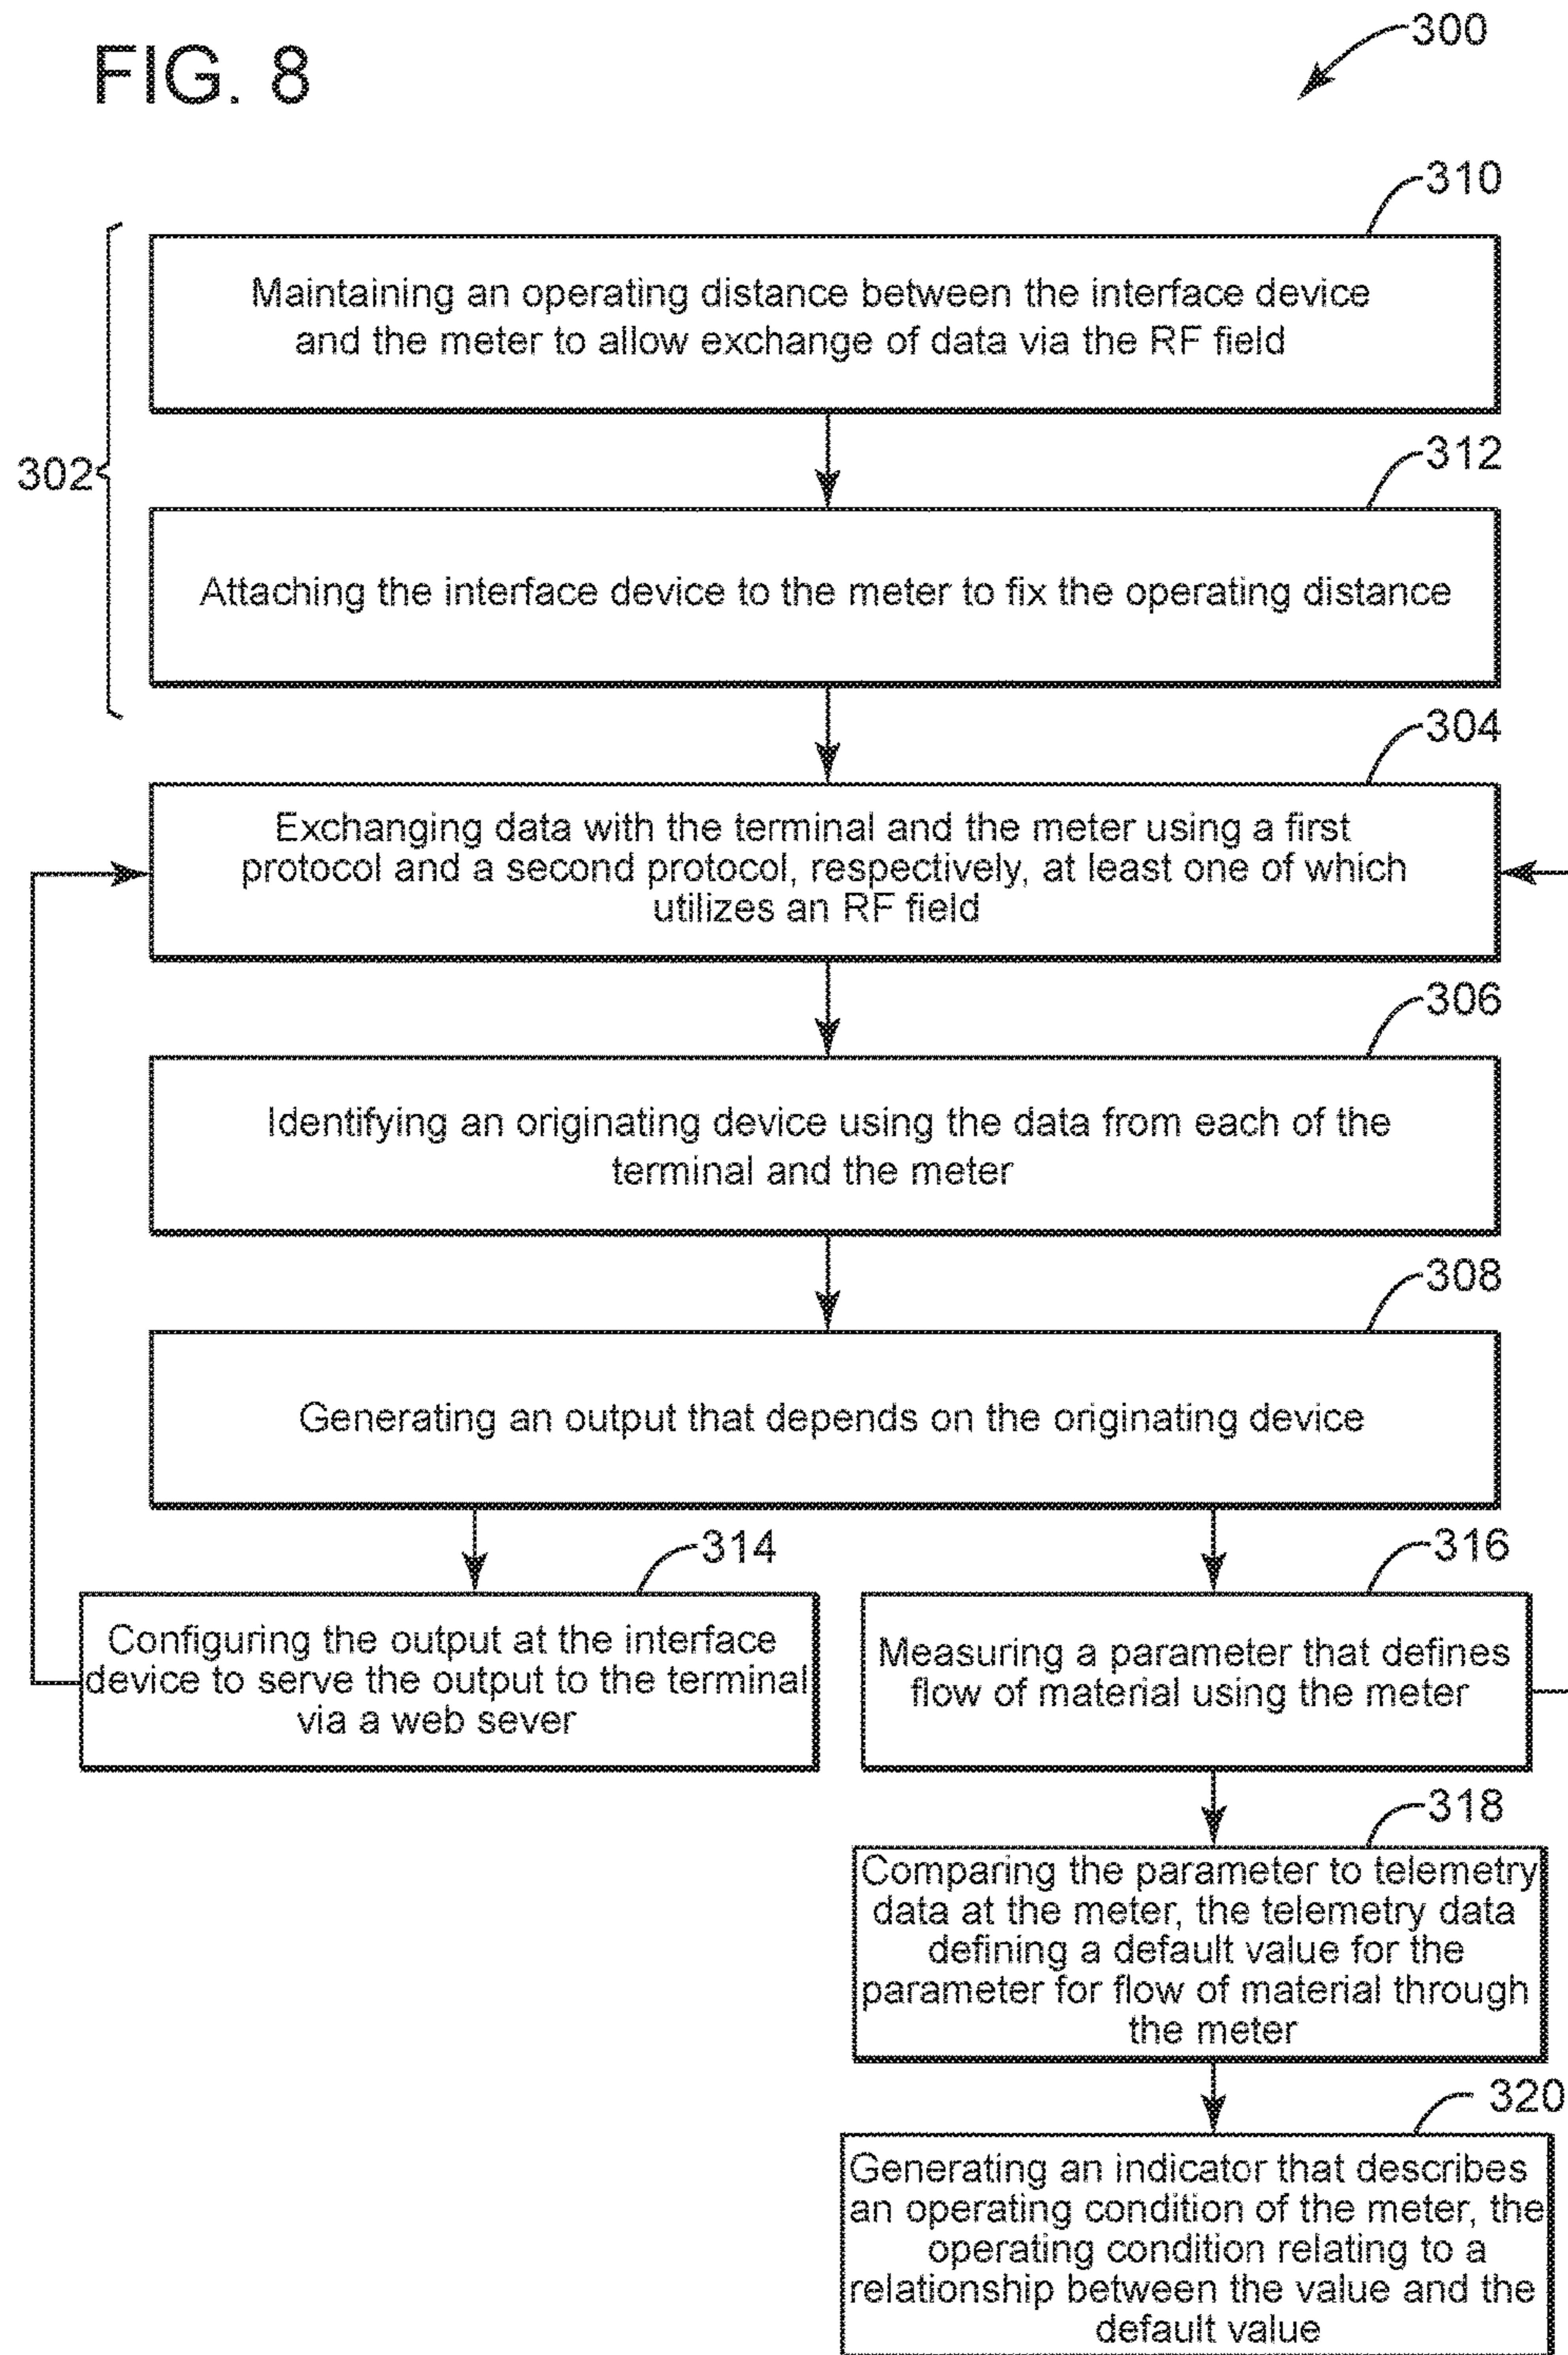 FIG. 8
300
310
Maintaining an operating distance between the interface device
and the meter to allow exchange of data via the RF field
302
312
Attaching the interface device to the meter to fix the operating distance
304
Exchanging data with the terminal and the meter using a first
protocol and a second protocol, respectively, at least one of which
utilizes an RF field
306
Identifying an originating device using the data from each of the
terminal and the meter
308
Generating an output that depends on the originating device
314
Configuring the output at the interface
device to serve the output to the terminal
via a web sever
316
Measuring a parameter that defines
flow of material using the meter
318
Comparing the parameter to telemetry
data at the meter, the telemetry data
defining a default value for the
parameter for flow of material through
the meter
320
Generating an indicator that describes
an operating condition of the meter, the
operating condition relating to a
relationship between the value and the
default value